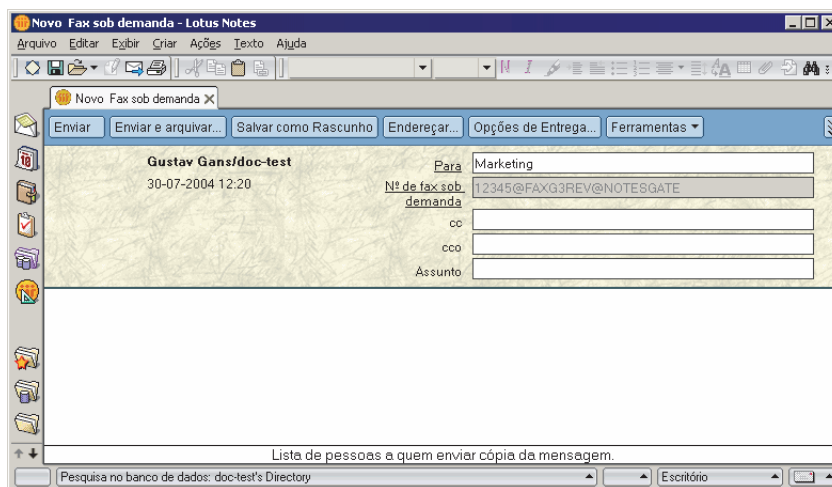 Novo Fax sob demanda - Lotus Notes
Arquivo Editar Exibir Criar Ações Texto Ajuda
Novo Fax sob demanda
Enviar Enviar e arquivar... Salvar como Rascunho Endereçar... Opções de Entrega... Ferramentas
Gustav Gans/doc-test Para Marketing
30-07-2004 12:20 Nº de fax sob demanda 12345@FAXG3REV@NOTESGATE
cc
cco
Assunto
Lista de pessoas a quem enviar cópia da mensagem.
Pesquisa no banco de dados: doc-test's Directory Escritório